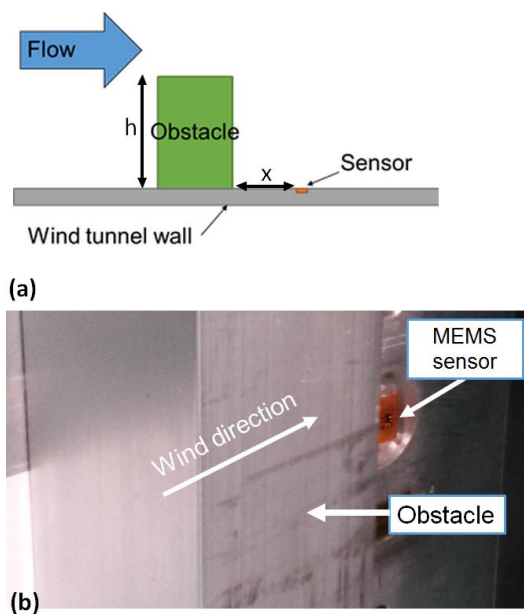 Flow
h
Obstacle
x
Sensor
Wind tunnel wall
(a)
MEMS
sensor
Wind direction
Obstacle
(b)